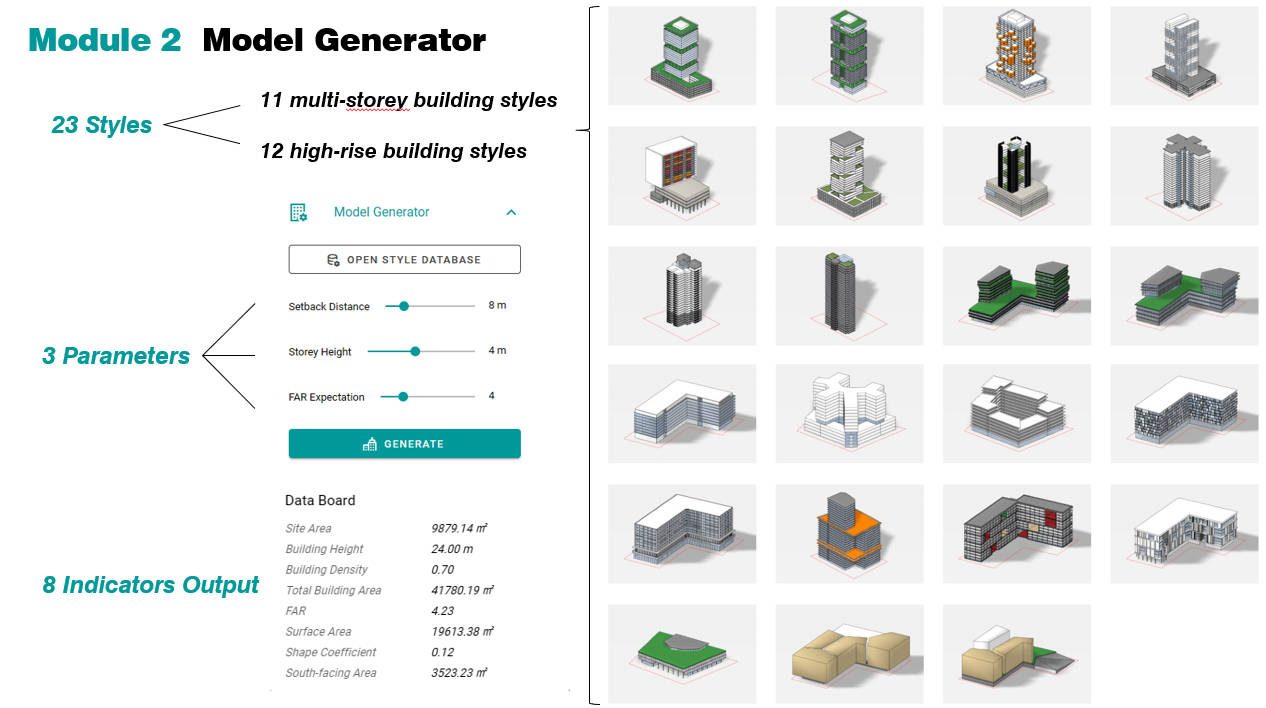 Module 2 Model Generator
23 Styles
11 multi-storey building styles
12 high-rise building styles
Model Generator
OPEN STYLE DATABASE
3 Parameters
Setback Distance 8 m
Storey Height 4 m
FAR Expectation 4
GENERATE
8 Indicators Output
Data Board
Site Area 9879.14 ㎡
Building Height 24.00 m
Building Density 0.70
Total Building Area 41780.19 ㎡
FAR 4.23
Surface Area 19613.38 ㎡
Shape Coefficient 0.12
South-facing Area 3523.23 ㎡